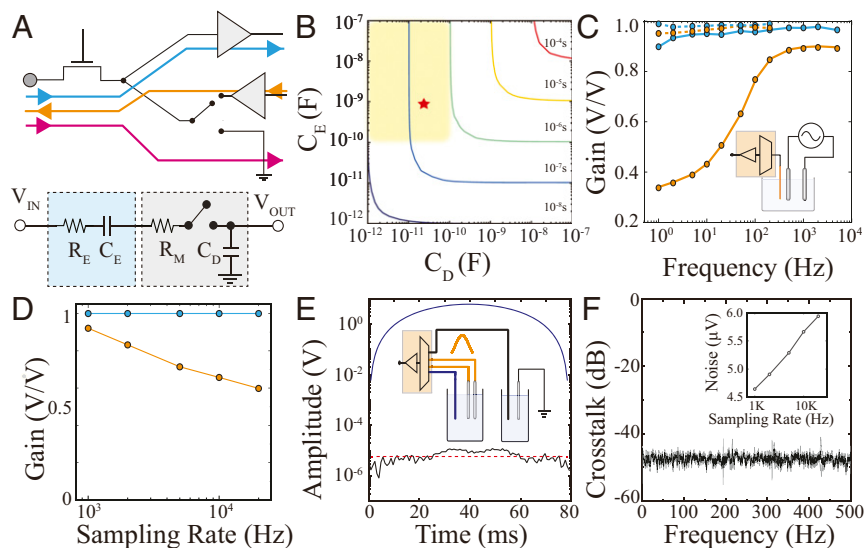 A
V_IN
V_OUT
R_E
C_E
R_M
C_D
B
C_E (F)
10^-7
10^-8
10^-9
10^-10
10^-11
10^-12
10^-4s
10^-5s
10^-6s
10^-7s
10^-8s
10^-12
10^-11
10^-10
10^-9
10^-8
10^-7
C_D (F)
C
Gain (V/V)
1.0
0.8
0.6
0.4
0.2
10^0
10^1
10^2
10^3
10^4
Frequency (Hz)
D
Gain (V/V)
1
0.5
0
10^3
10^4
Sampling Rate (Hz)
E
Amplitude (V)
10^0
10^-2
10^-4
10^-6
0
20
40
60
80
Time (ms)
F
Crosstalk (dB)
0
-20
-40
-60
Noise (μV)
6.0
5.5
5.0
4.5
1K
10K
Sampling Rate (Hz)
0
100
200
300
400
500
Frequency (Hz)